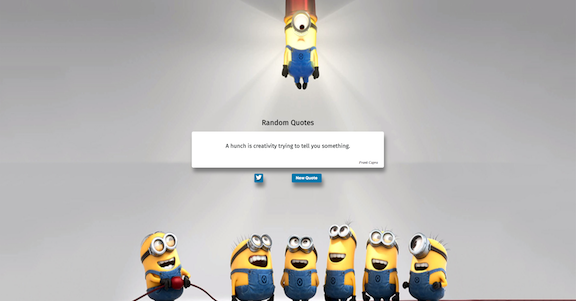 Random Quotes
A hunch is creativity trying to tell you something.
-Frank Capra
New Quote